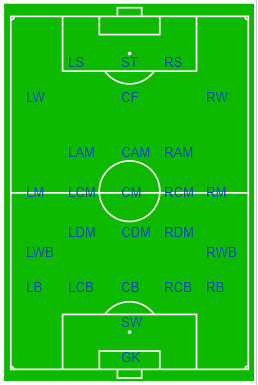 LS ST RS
LW CF RW
LAM CAM RAM
LM LCM CM RCM RM
LDM CDM RDM
LWB RWB
LB LCB CB RCB RB
SW
GK